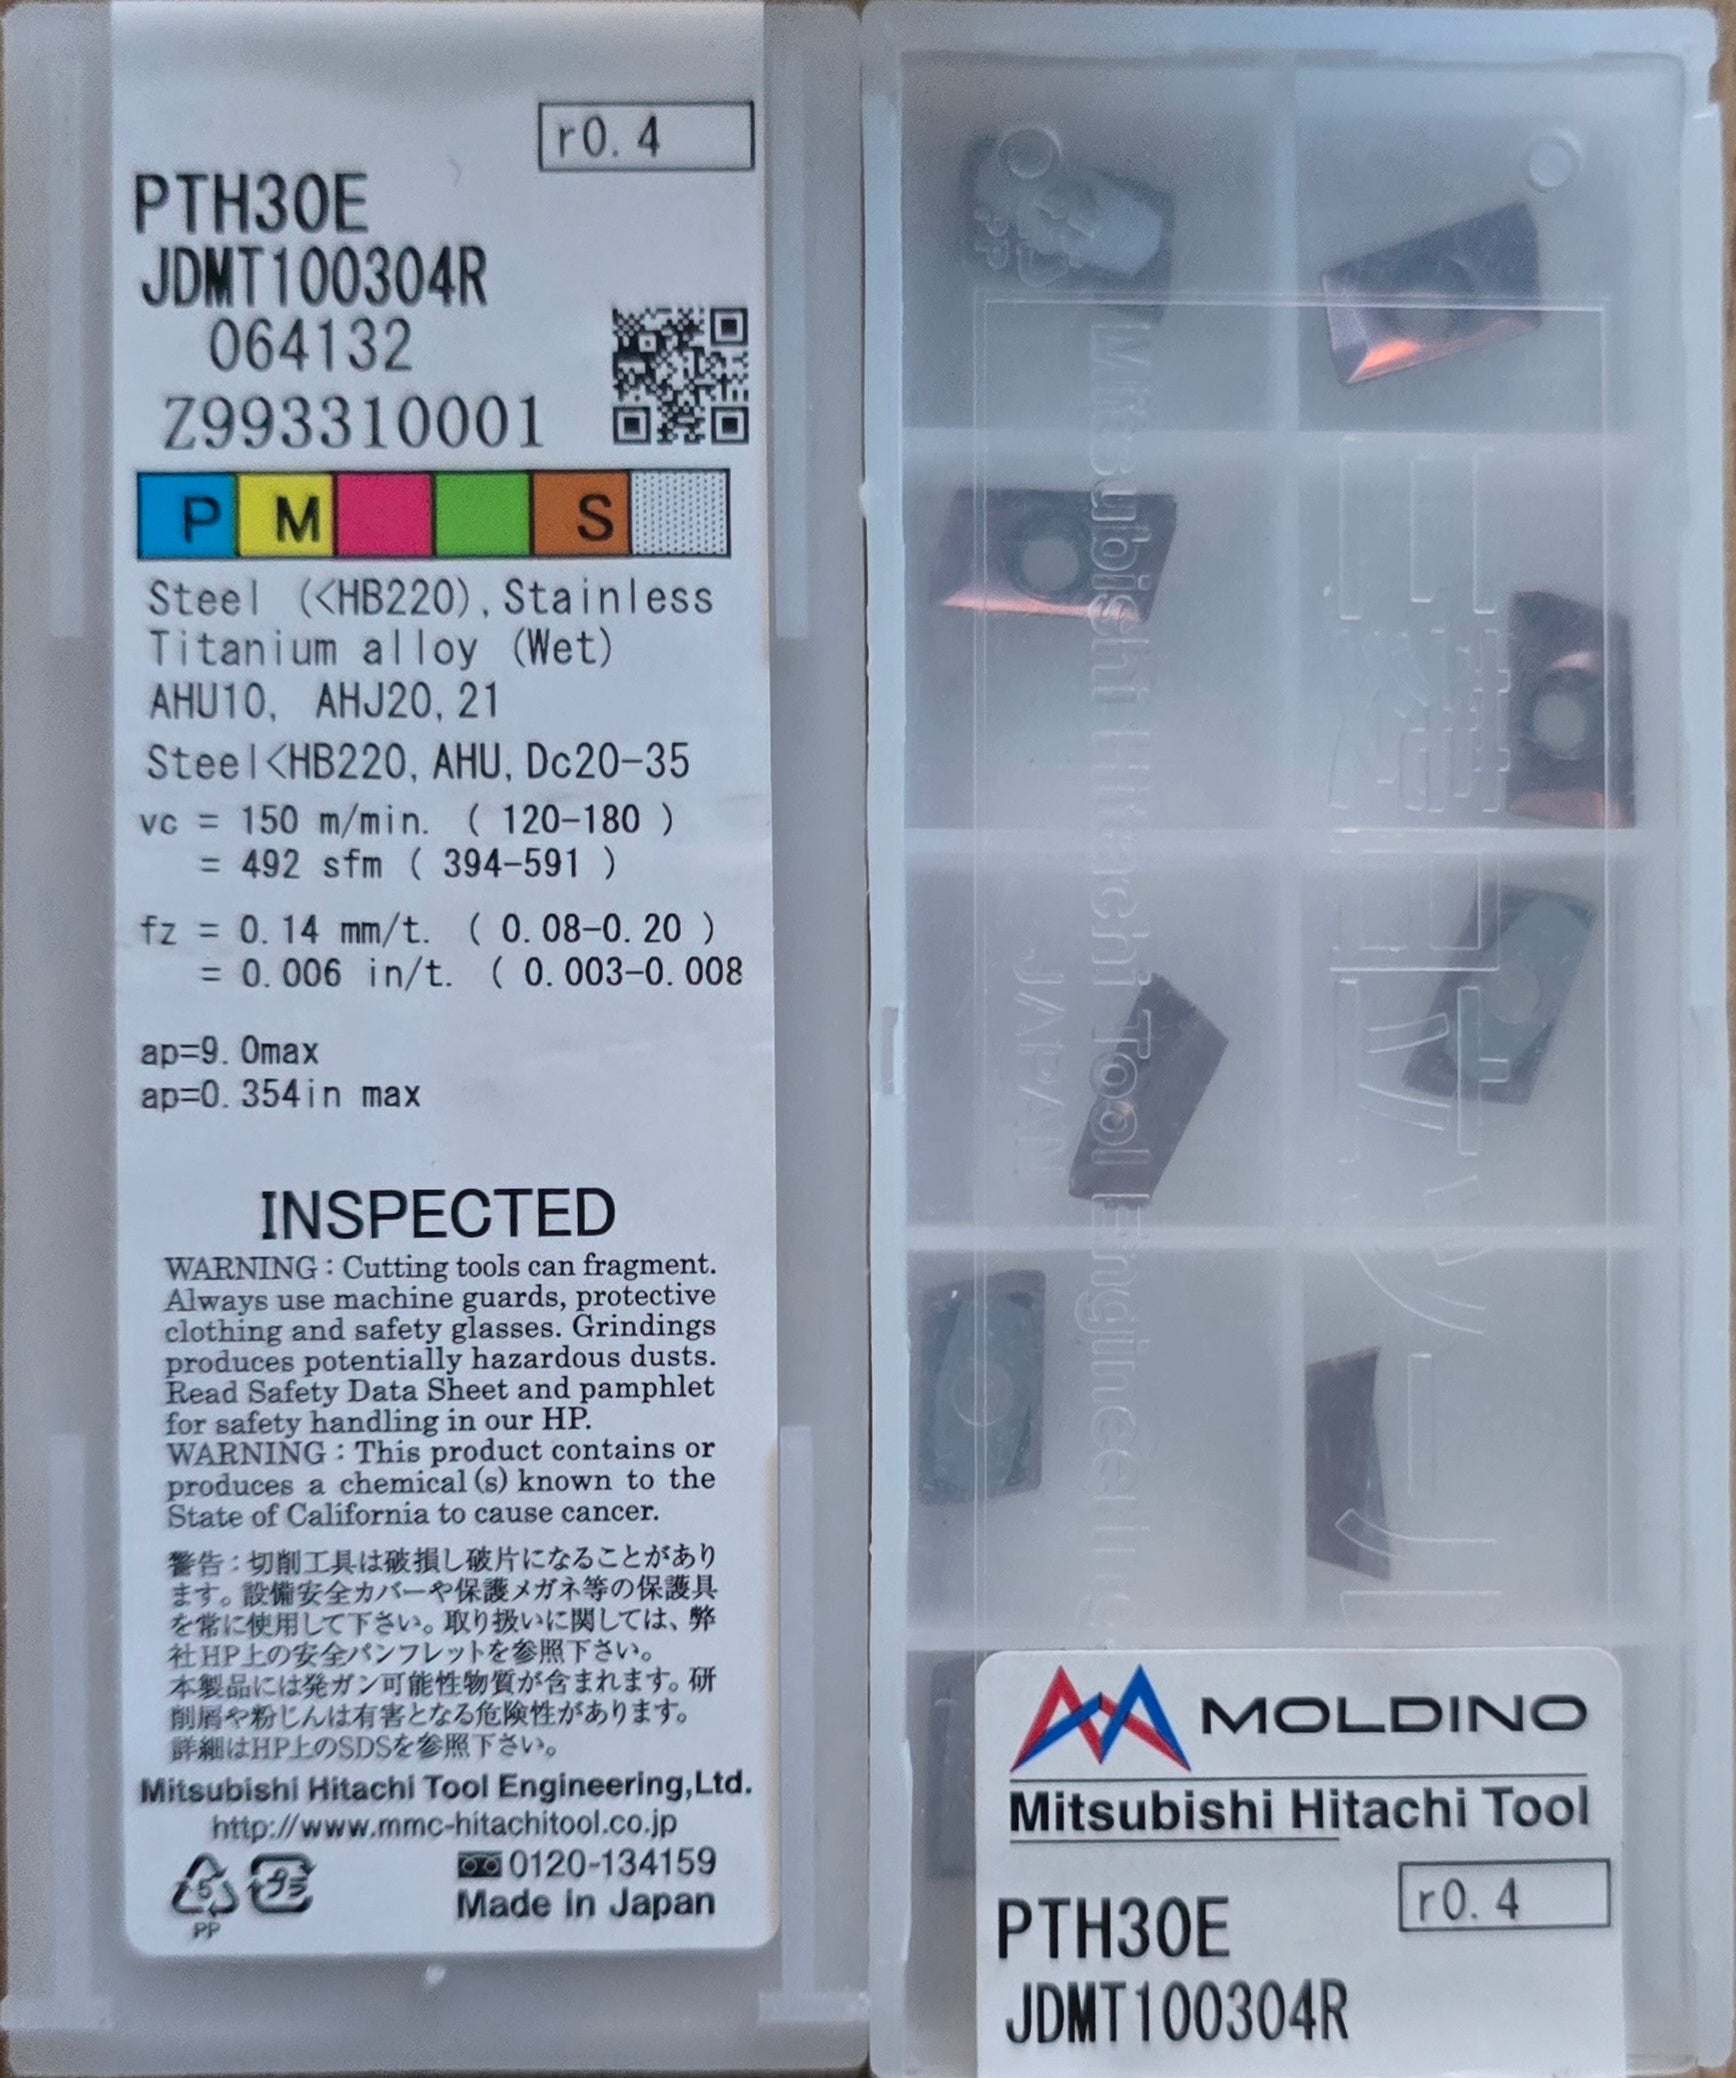 r0.4
PTH30E
JDMT100304R
064132
Z993310001
P M S
Steel (<HB220), Stainless
Titanium alloy (Wet)
AHU10, AHJ20,21
Steel<HB220, AHU, Dc20-35
vc = 150 m/min. ( 120-180 )
= 492 sfm ( 394-591 )
fz = 0.14 mm/t. ( 0.08-0.20 )
= 0.006 in/t. ( 0.003-0.008
ap=9.0max
ap=0.354in max
INSPECTED
WARNING : Cutting tools can fragment.
Always use machine guards, protective
clothing and safety glasses. Grindings
produces potentially hazardous dusts.
Read Safety Data Sheet and pamphlet
for safety handling in our HP.
WARNING : This product contains or
produces a chemical(s) known to the
State of California to cause cancer.
警告：切削工具は破損し破片になることがあり
ます。設備安全カバーや保護メガネ等の保護具
を常に使用して下さい。取り扱いに関しては、弊
社HP上の安全パンフレットを参照下さい。
本製品には発ガン可能性物質が含まれます。研
削屑や粉じんは有害となる危険性があります。
詳細はHP上のSDSを参照下さい。
Mitsubishi Hitachi Tool Engineering,Ltd.
http://www.mmc-hitachitool.co.jp
5 プラ
PP
0120-134159
Made in Japan
Mitsubishi Hitachi Tool Engineering
JAPAN
MOLDINO
Mitsubishi Hitachi Tool
r0.4
PTH30E
JDMT100304R